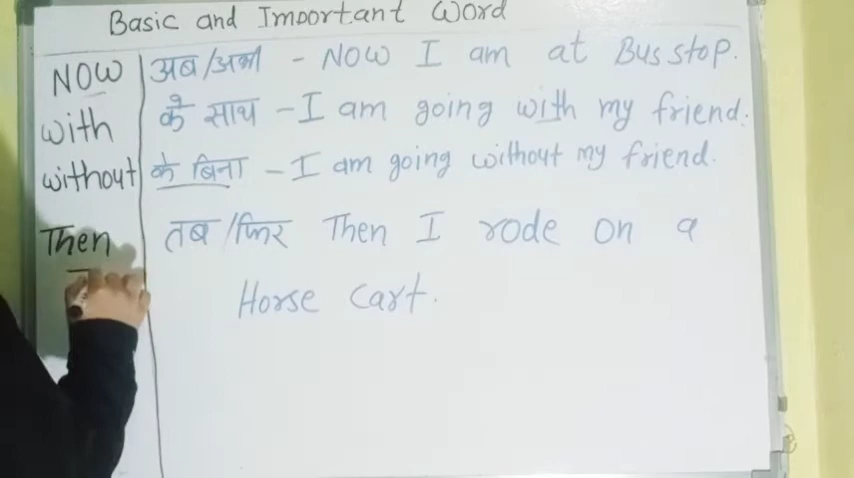 Basic and Important Word
NOW अब/अभी - NOW I am at Bus stop.
with के साथ - I am going with my friend.
without के बिना - I am going without my friend.
Then तब/फिर Then I rode on a
Horse cart.